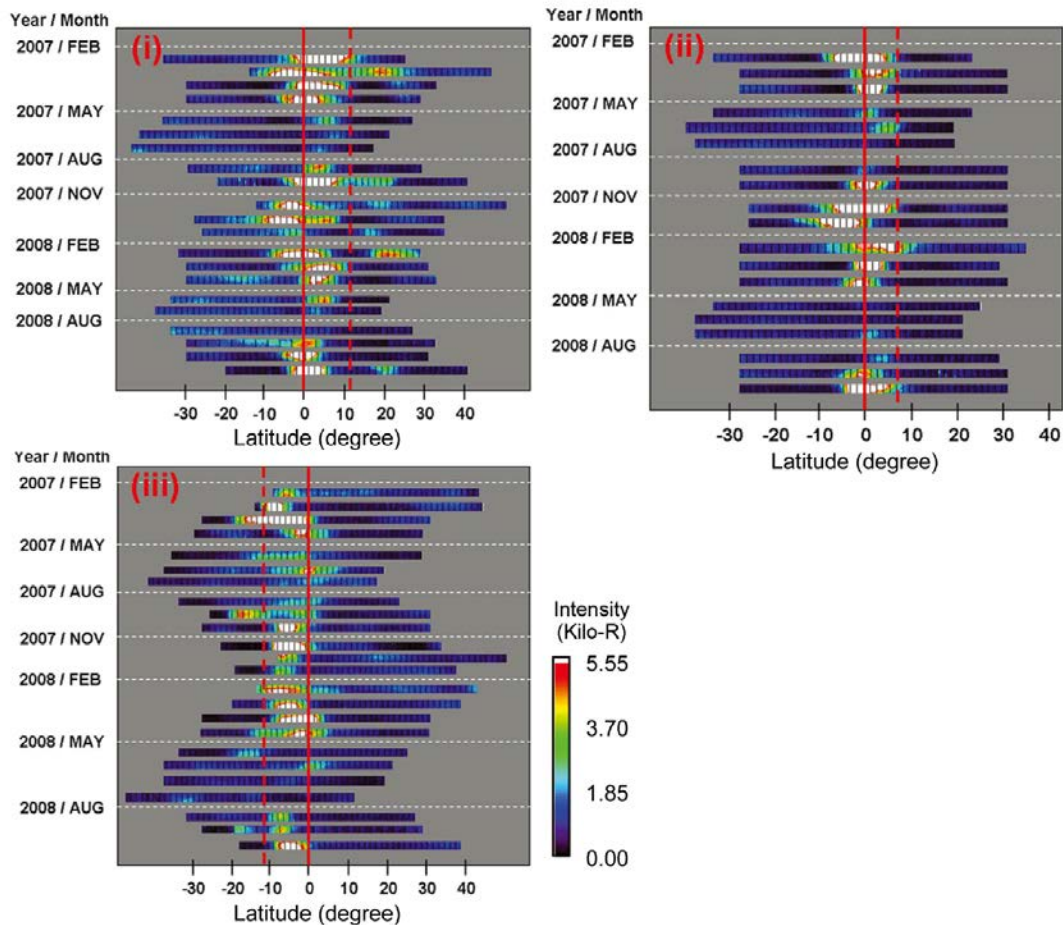 Year / Month
(i)
2007 / FEB
2007 / MAY
2007 / AUG
2007 / NOV
2008 / FEB
2008 / MAY
2008 / AUG
-30 -20 -10 0 10 20 30 40
Latitude (degree)
Year / Month
(ii)
2007 / FEB
2007 / MAY
2007 / AUG
2007 / NOV
2008 / FEB
2008 / MAY
2008 / AUG
-30 -20 -10 0 10 20 30 40
Latitude (degree)
Year / Month
(iii)
2007 / FEB
2007 / MAY
2007 / AUG
2007 / NOV
2008 / FEB
2008 / MAY
2008 / AUG
-30 -20 -10 0 10 20 30 40
Latitude (degree)
Intensity
(Kilo-R)
5.55
3.70
1.85
0.00